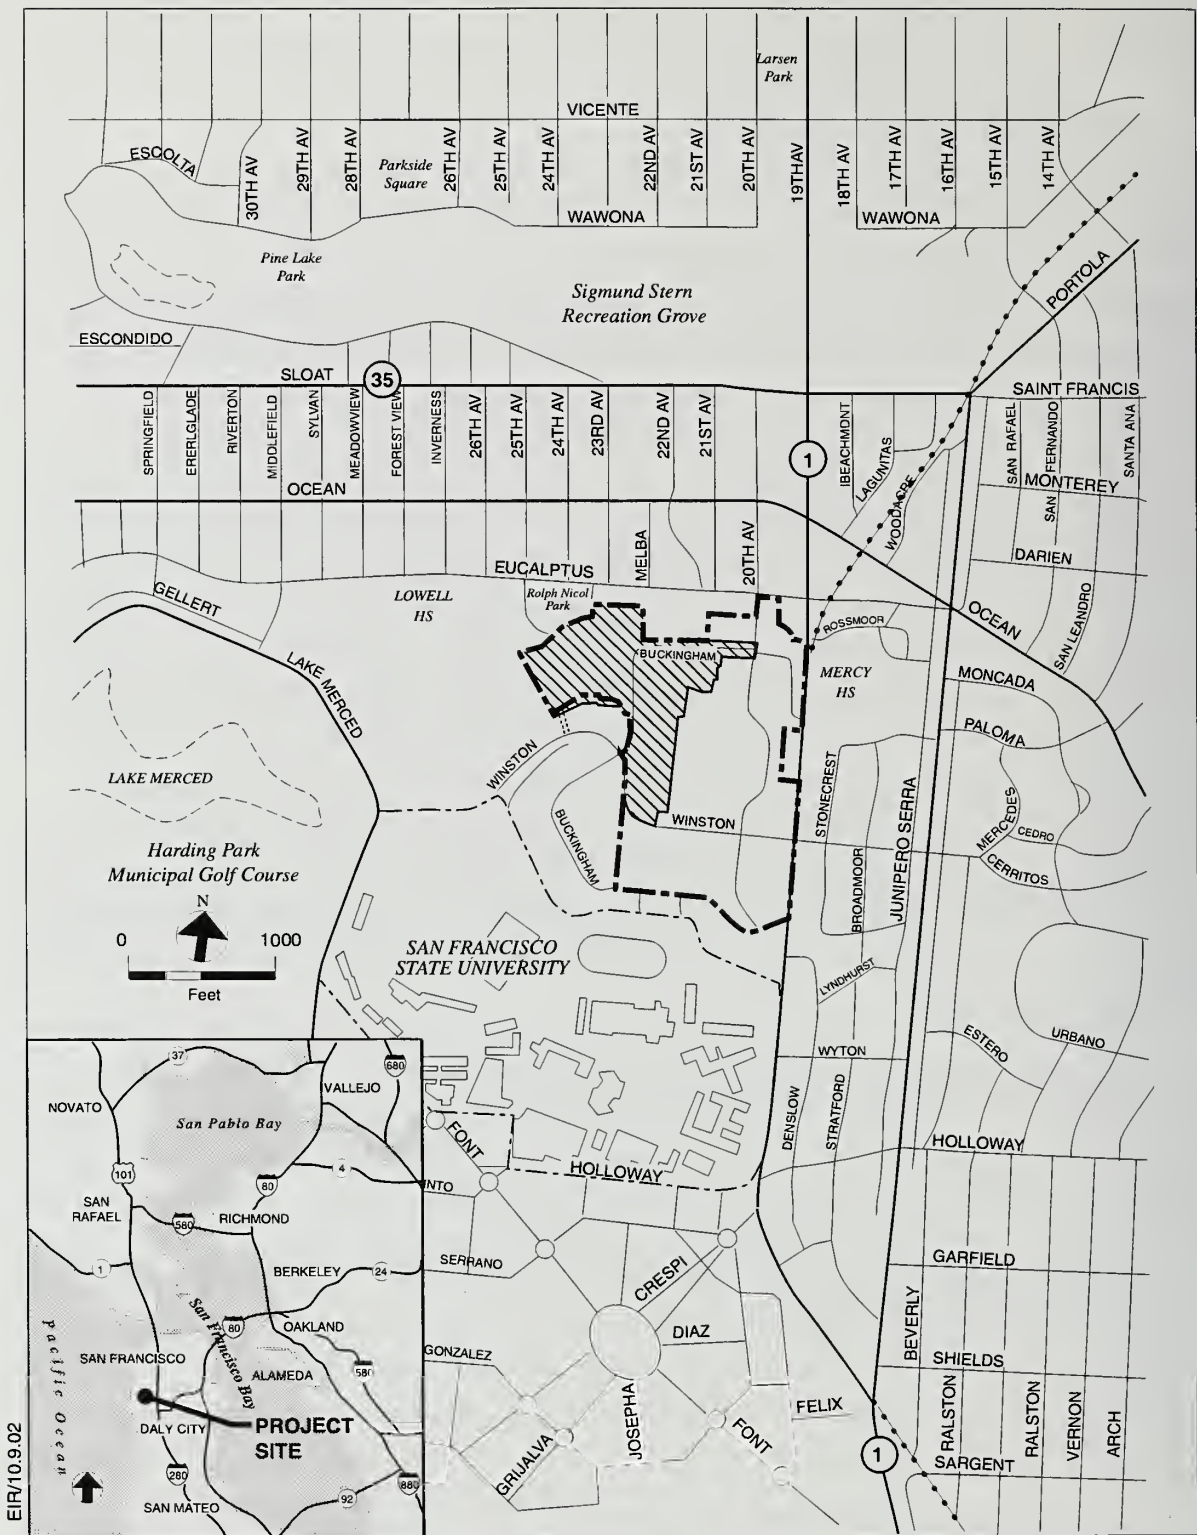 Larsen
Park
VICENTE
ESCOLTA
30TH AV
29TH AV
28TH AV
Parkside
Square
26TH AV
25TH AV
24TH AV
22ND AV
21ST AV
20TH AV
19TH AV
18TH AV
17TH AV
16TH AV
15TH AV
14TH AV
WAWONA
WAWONA
Pine Lake
Park
Sigmund Stern
Recreation Grove
PORTOLA
ESCONDIDO
SLOAT
35
SAINT FRANCIS
SPRINGFIELD
ERERLGLADE
RIVERTON
MIDDLEFIELD
SYLVAN
MEADOWVIEW
FOREST VIEW
INVERNESS
26TH AV
25TH AV
24TH AV
23RD AV
22ND AV
21ST AV
1
IBEACHMONT
LAGUNITAS
WOODACRE
SAN RAFAEL
SAN FERNANDO
SANTA ANA
MONTEREY
OCEAN
DARIEN
MELBA
20TH AV
EUCALPTUS
GELLERT
LOWELL
HS
Rolph Nicol
Park
OCEAN
SAN LEANDRO
ROSSMOOR
BUCKINGHAM
MERCY
HS
MONCADA
LAKE MERCED
PALOMA
WINSTON
LAKE MERCED
STONECREST
JUNIPERO SERRA
MERCEDES
CEDRO
BUCKINGHAM
WINSTON
CERRITOS
BROADMOOR
Harding Park
Municipal Golf Course
N
0
1000
Feet
SAN FRANCISCO
STATE UNIVERSITY
LYNDHURST
WYTON
ESTERO
URBANO
DENSLOW
STRATFORD
HOLLOWAY
FONT
HOLLOWAY
INTO
SERRANO
CRESPI
GARFIELD
DIAZ
BEVERLY
SHIELDS
GONZALEZ
JOSEPHA
FELIX
FONT
GRIJALVA
RALSTON
RALSTON
VERNON
ARCH
SARGENT
1
37
680
VALLEJO
NOVATO
San Pablo Bay
101
80
4
SAN
RAFAEL
580
RICHMOND
1
BERKELEY
24
San Francisco Bay
80
OAKLAND
Pacific Ocean
SAN FRANCISCO
ALAMEDA
580
DALY CITY
PROJECT
SITE
280
SAN MATEO
92
880
EIR/10.9.02